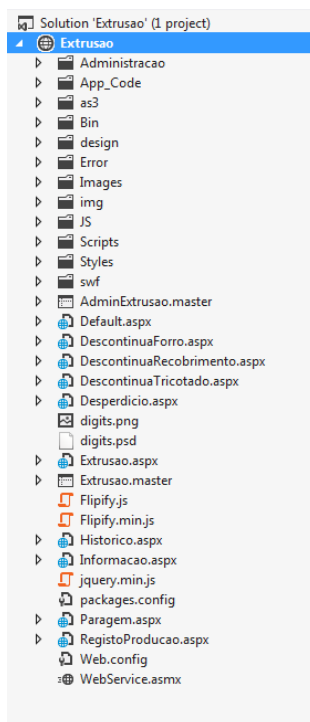 Solution 'Extrusao' (1 project)
Extrusao
Administracao
App_Code
as3
Bin
design
Error
Images
img
JS
Scripts
Styles
swf
AdminExtrusao.master
Default.aspx
DescontinuaForro.aspx
DescontinuaRecobrimento.aspx
DescontinuaTricotado.aspx
Desperdicio.aspx
digits.png
digits.psd
Extrusao.aspx
Extrusao.master
Flipify.js
Flipify.min.js
Historico.aspx
Informacao.aspx
jquery.min.js
packages.config
Paragem.aspx
RegistoProducao.aspx
Web.config
WebService.asmx